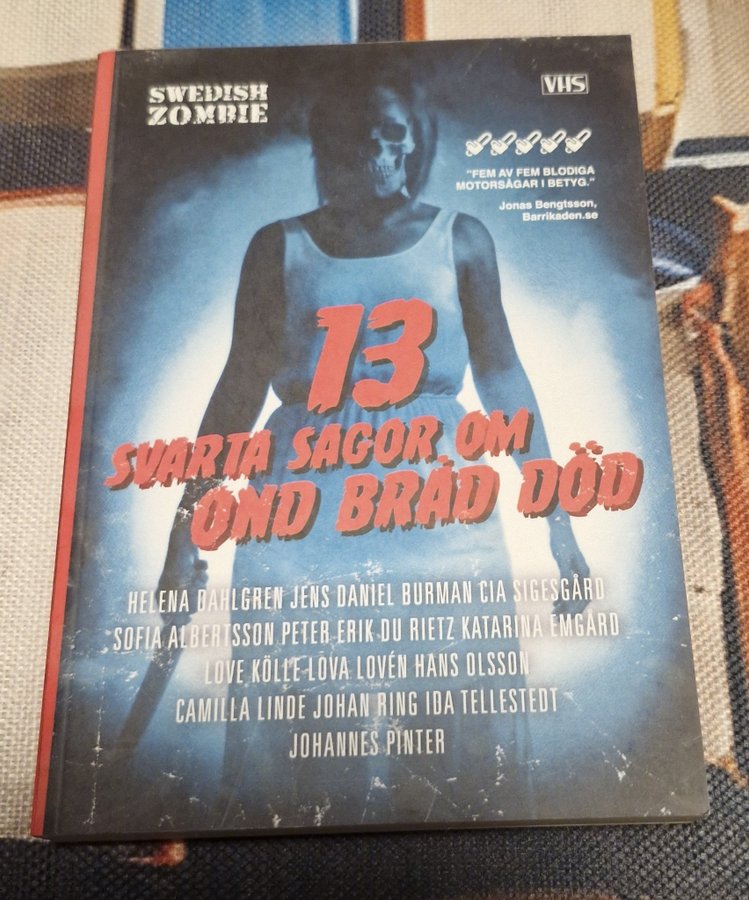 SWEDISH
ZOMBIE
VHS
"FEM AV FEM BLODIGA
MOTORSÅGAR I BETYG."
Jonas Bengtsson,
Barrikaden.se
13
SVARTA SAGOR OM
OND BRÅD DÖD
HELENA DAHLGREN JENS DANIEL BURMAN CIA SIGESGÅRD
SOFIA ALBERTSSON PETER ERIK DU RIETZ KATARINA EMGÅRD
LOVE KÖLLE LOVA LOVÉN HANS OLSSON
CAMILLA LINDE JOHAN RING IDA TELLESTEDT
JOHANNES PINTER